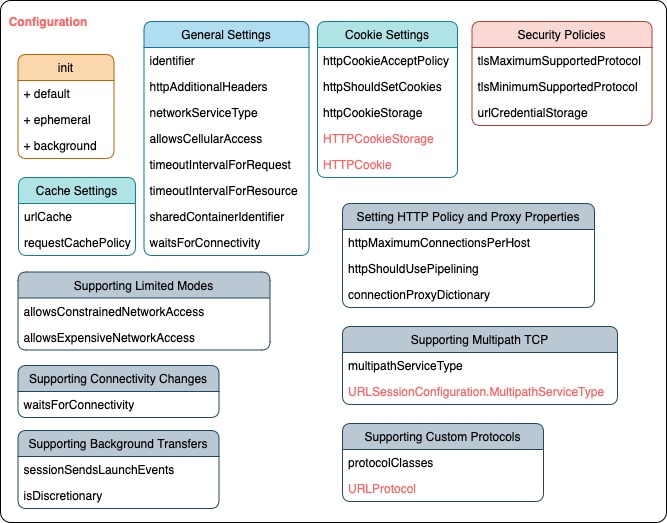 Configuration
init
+ default
+ ephemeral
+ background
General Settings
identifier
httpAdditionalHeaders
networkServiceType
allowsCellularAccess
timeoutIntervalForRequest
timeoutIntervalForResource
sharedContainerIdentifier
waitsForConnectivity
Cookie Settings
httpCookieAcceptPolicy
httpShouldSetCookies
httpCookieStorage
HTTPCookieStorage
HTTPCookie
Security Policies
tlsMaximumSupportedProtocol
tlsMinimumSupportedProtocol
urlCredentialStorage
Cache Settings
urlCache
requestCachePolicy
Setting HTTP Policy and Proxy Properties
httpMaximumConnectionsPerHost
httpShouldUsePipelining
connectionProxyDictionary
Supporting Limited Modes
allowsConstrainedNetworkAccess
allowsExpensiveNetworkAccess
Supporting Multipath TCP
multipathServiceType
URLSessionConfiguration.MultipathServiceType
Supporting Connectivity Changes
waitsForConnectivity
Supporting Background Transfers
sessionSendsLaunchEvents
isDiscretionary
Supporting Custom Protocols
protocolClasses
URLProtocol